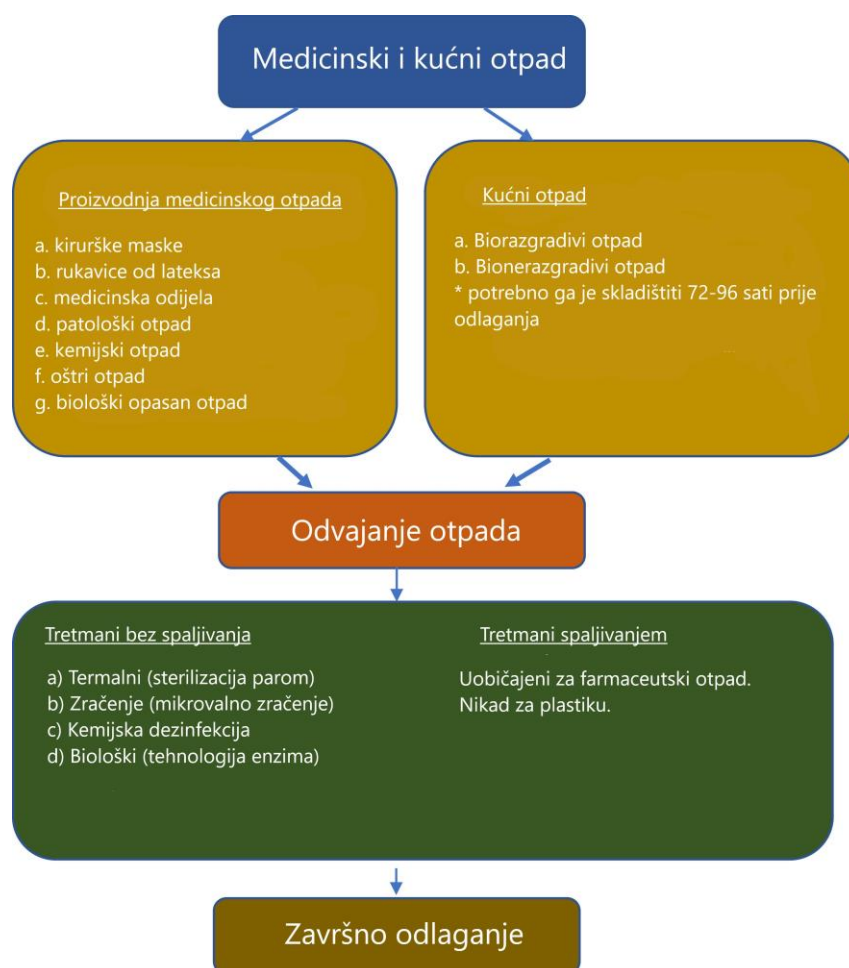 Medicinski i kućni otpad
Proizvodnja medicinskog otpada
a. kirurške maske
b. rukavice od lateksa
c. medicinska odijela
d. patološki otpad
e. kemijski otpad
f. oštri otpad
g. biološki opasan otpad
Kućni otpad
a. Biorazgradivi otpad
b. Bionerazgradivi otpad
* potrebno ga je skladištiti 72-96 sati prije
odlaganja
Odvajanje otpada
Tretmani bez spaljivanja
a) Termalni (sterilizacija parom)
b) Zračenje (mikrovalno zračenje)
c) Kemijska dezinfekcija
d) Biološki (tehnologija enzima)
Tretmani spaljivanjem
Uobičajeni za farmaceutski otpad.
Nikad za plastiku.
Završno odlaganje